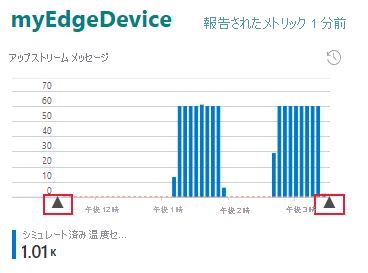 myEdgeDevice
報告されたメトリック 1 分前
アップストリーム メッセージ
70
60
50
40
30
20
10
0
午後 12時
午後 1時
午後 2時
午後 3時
シミュレート済み温度セ...
1.01 K